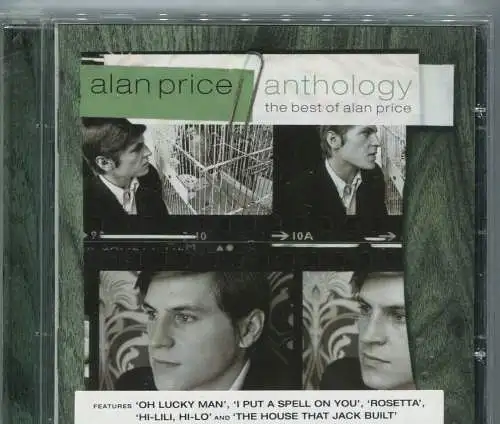 alan price anthology
the best of alan price
9 10 10A
FEATURES ‘OH LUCKY MAN’, ‘I PUT A SPELL ON YOU’, ‘ROSETTA’,
‘HI-LILI, HI-LO’ AND ‘THE HOUSE THAT JACK BUILT’